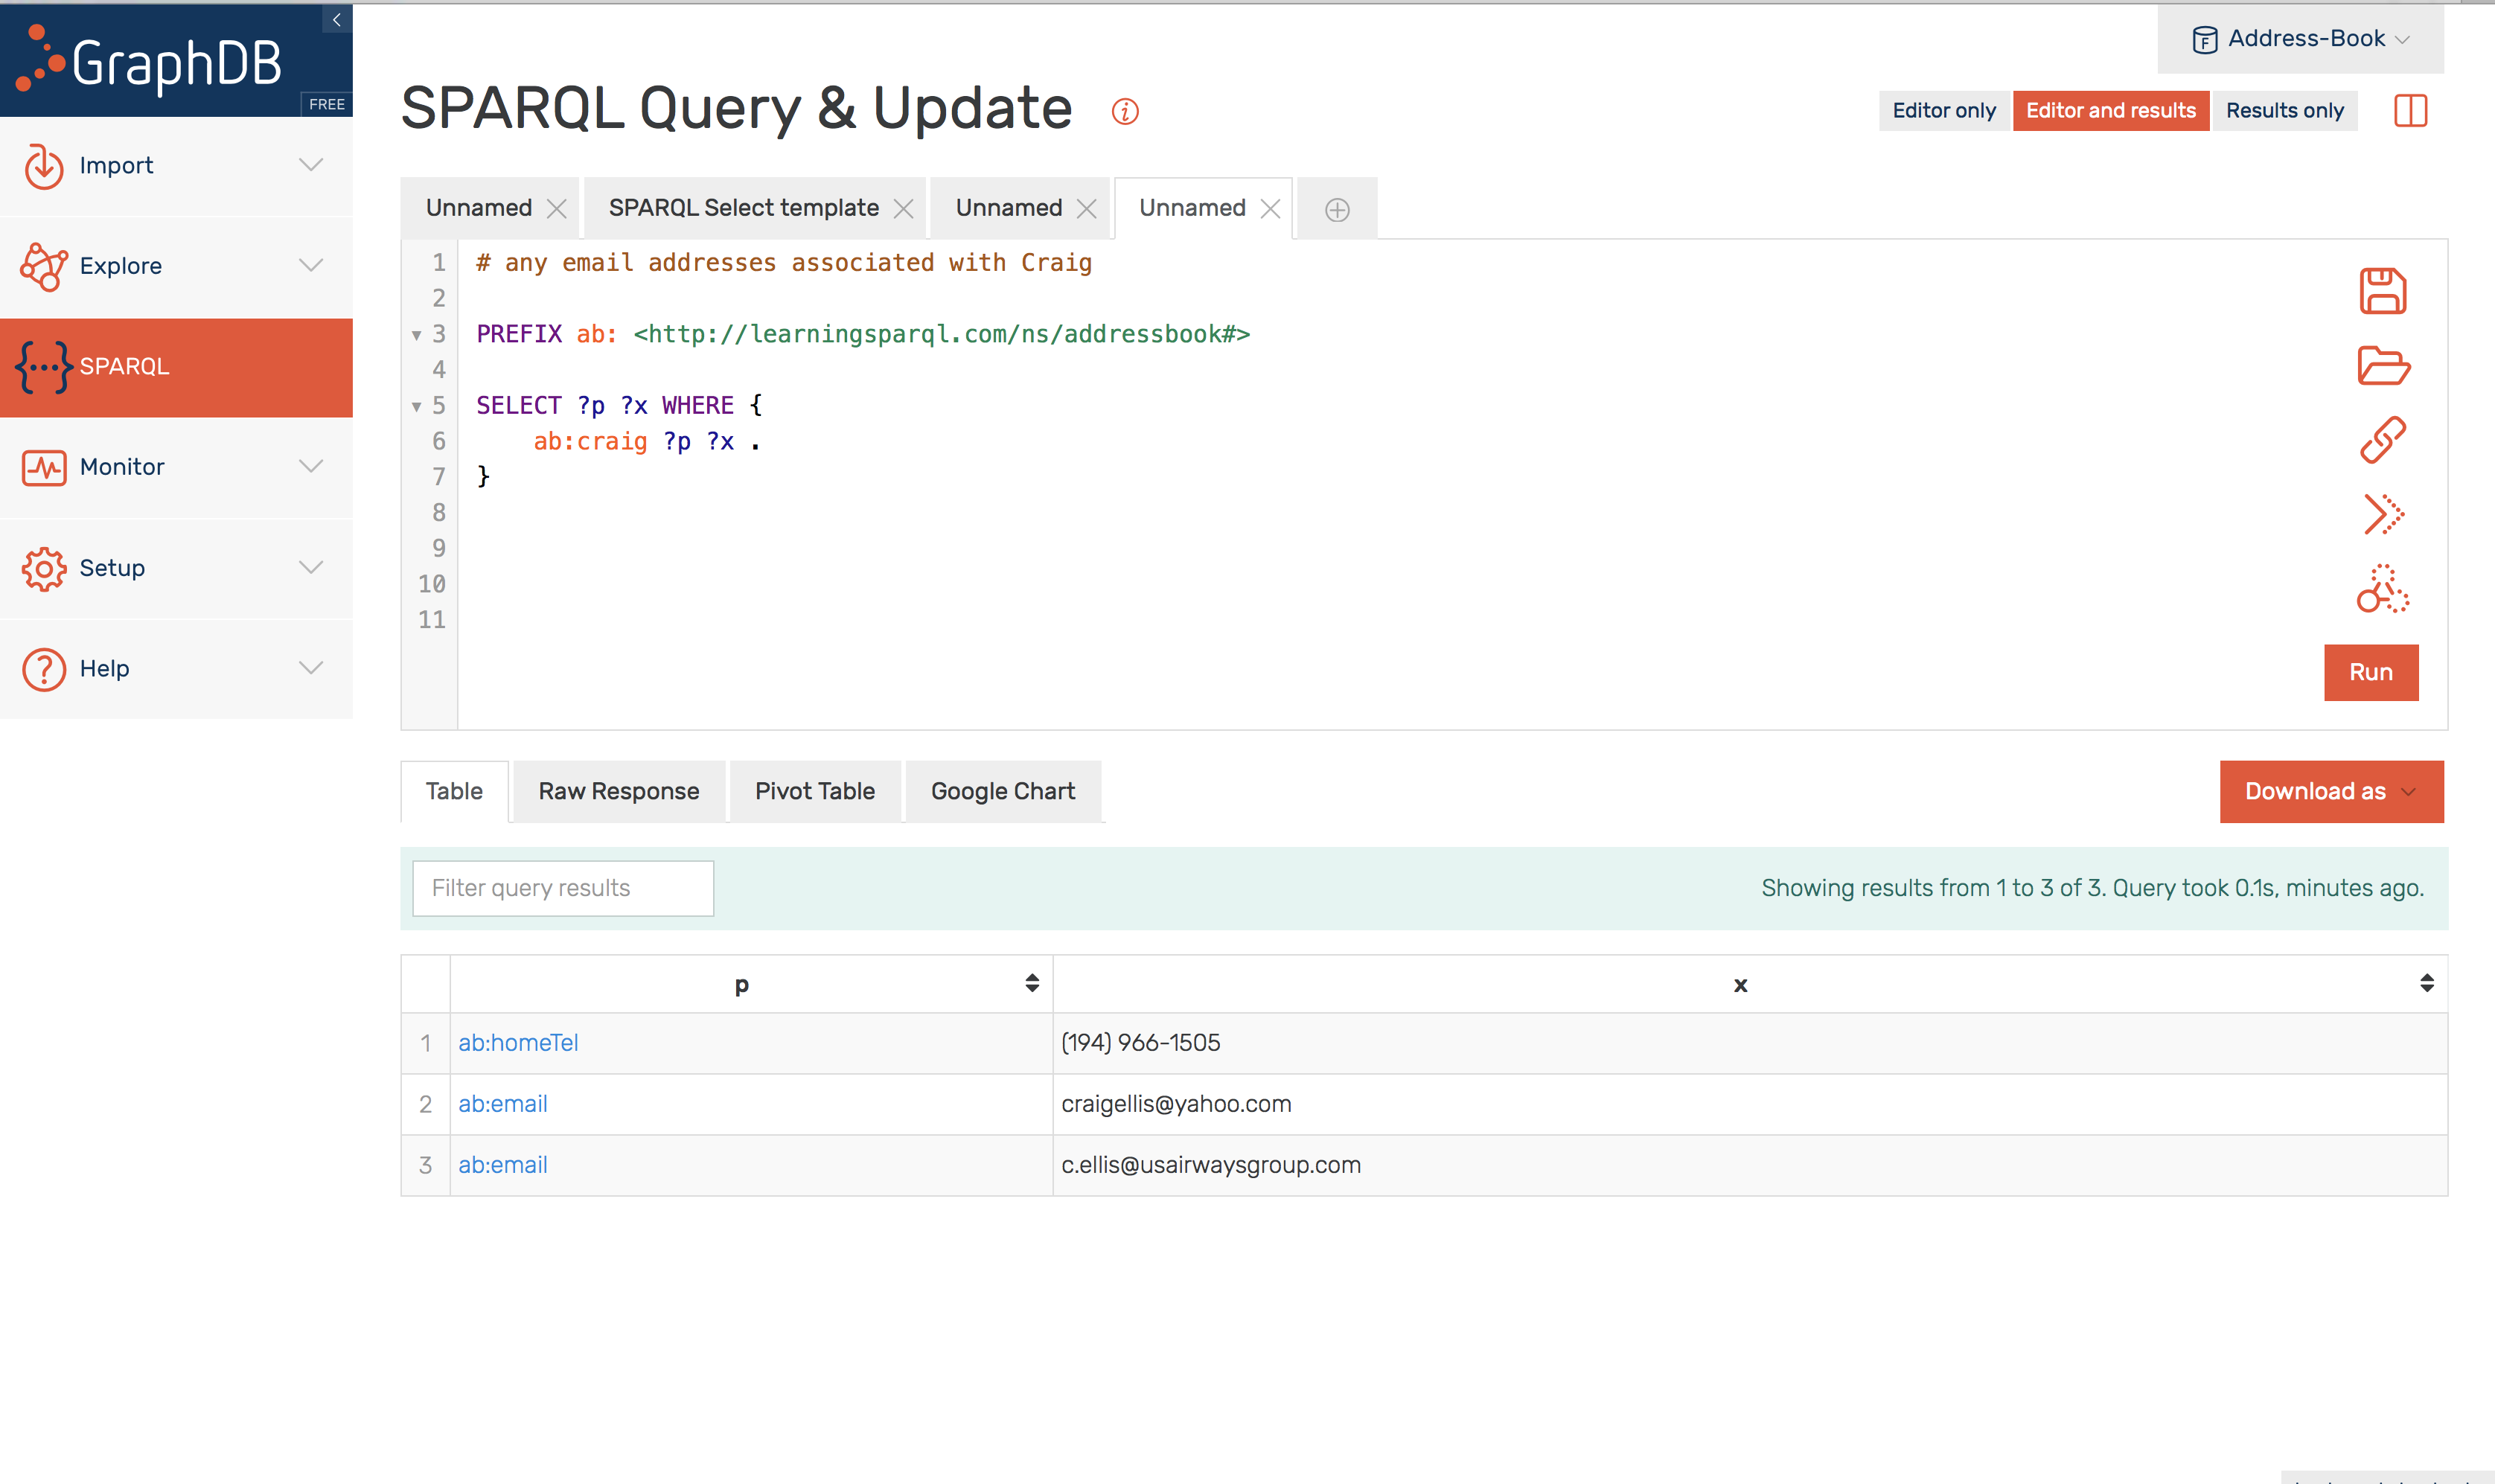 GraphDB
FREE
Address-Book
SPARQL Query & Update
Editor only
Editor and results
Results only
Import
Explore
SPARQL
Monitor
Setup
Help
Unnamed
SPARQL Select template
Unnamed
Unnamed
1 # any email addresses associated with Craig
2
3 PREFIX ab: <http://learningsparql.com/ns/addressbook#>
4
5 SELECT ?p ?x WHERE {
6 ab:craig ?p ?x .
7 }
8
9
10
11
Run
Table
Raw Response
Pivot Table
Google Chart
Download as
Filter query results
Showing results from 1 to 3 of 3. Query took 0.1s, minutes ago.
p x
1 ab:homeTel (194) 966-1505
2 ab:email craigellis@yahoo.com
3 ab:email c.ellis@usairwaysgroup.com